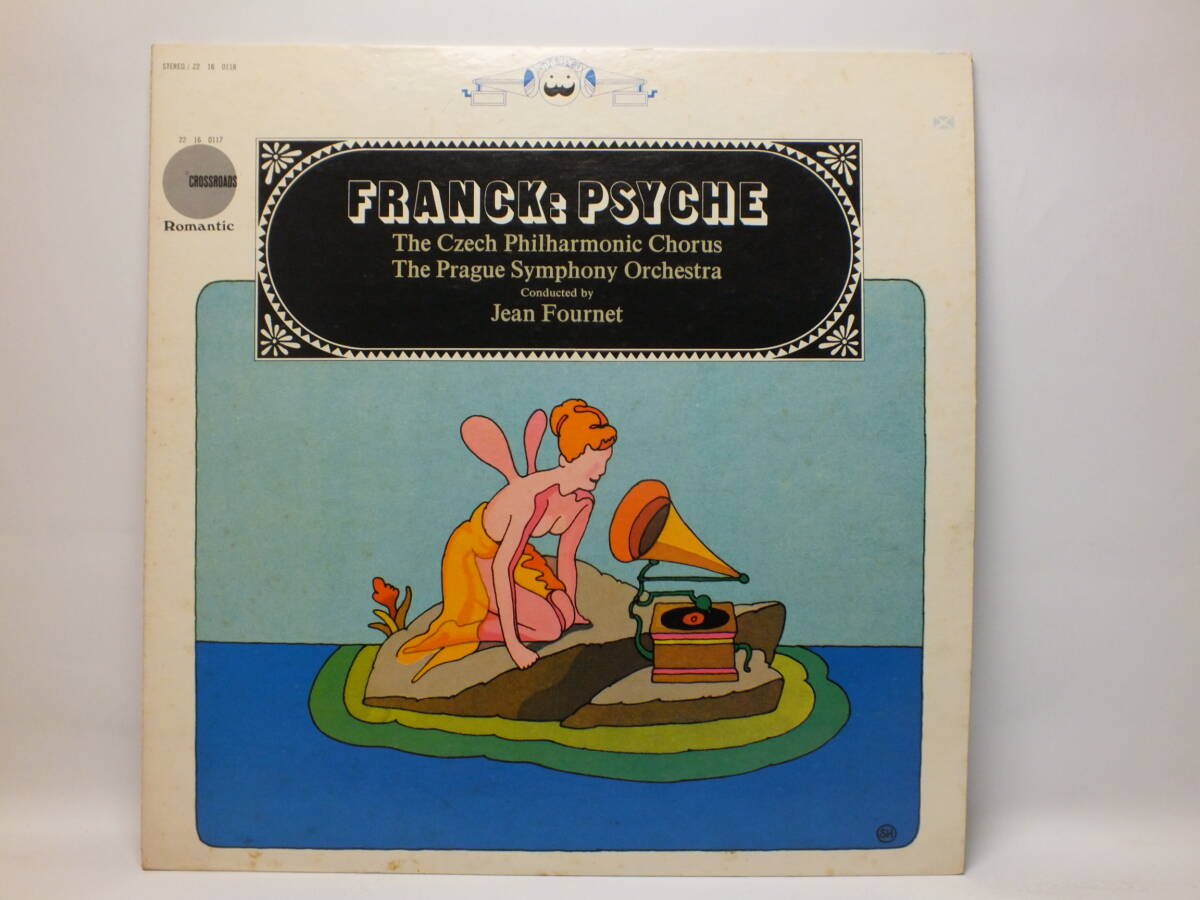 STEREO / 22 16 0118
22 16 0117
CROSSROADS
Romantic
FRANCK: PSYCHE
The Czech Philharmonic Chorus
The Prague Symphony Orchestra
Conducted by
Jean Fournet